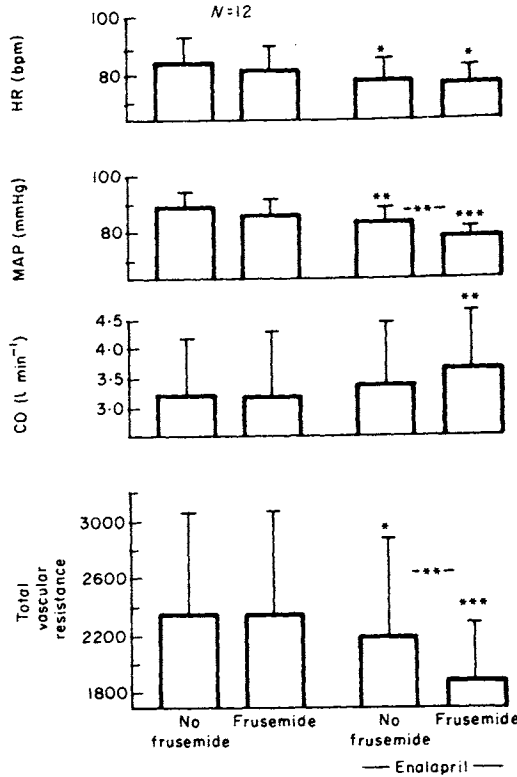 N=12
HR (bpm)
100
80
*
*
MAP (mmHg)
100
80
**
-**-
***
CO (l min⁻¹)
4·5
4·0
3·5
3·0
**
Total
vascular
resistance
3000
2600
2200
1800
*
--***-
***
No
frusemide
Frusemide
No
frusemide
Frusemide
— Enalapril —